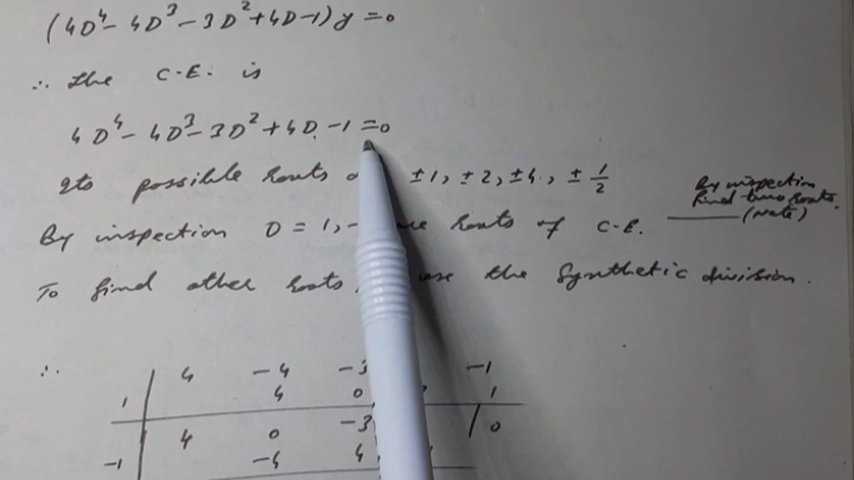 (4D⁴ - 4D³ - 3D² + 4D - 1) y = 0
∴ the C.E. is
4D⁴ - 4D³ - 3D² + 4D - 1 = 0
Its possible roots ±1, ±2, ±4, ± 1/2
By inspection find two roots. (Note)
By inspection D = 1, - roots of C.E.
To find other roots, use the Synthetic division.
∴ 4 -4 -3 -1
1 4 0 1
4 0 -3 0
-1 -4 4